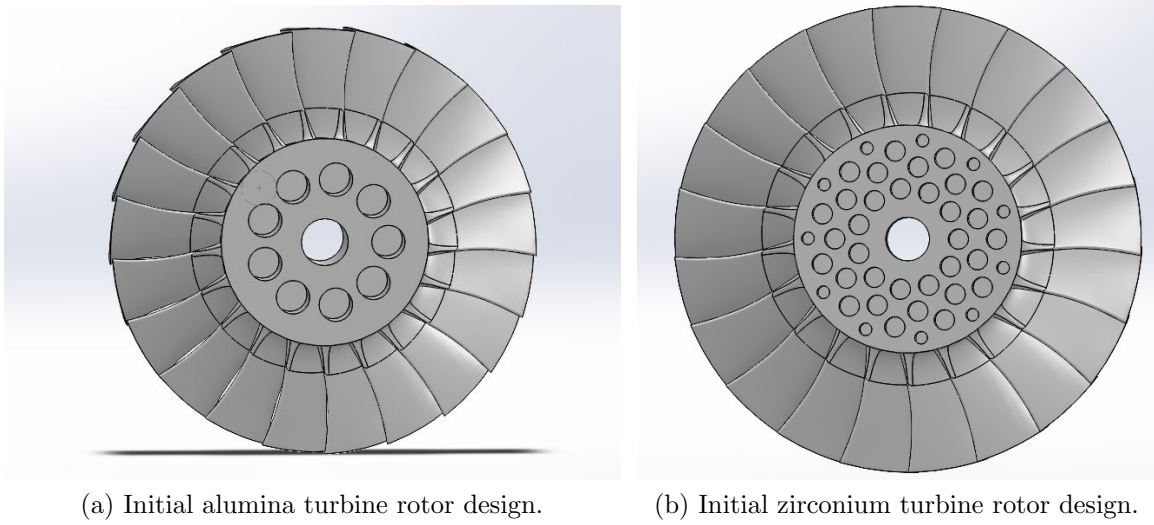 (a) Initial alumina turbine rotor design.
(b) Initial zirconium turbine rotor design.